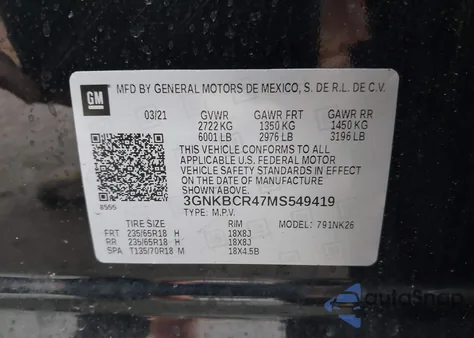 GM
MFD BY GENERAL MOTORS DE MEXICO, S. DE R.L. DE C.V.
03/21 GVWR GAWR FRT GAWR RR
2722 KG 1350 KG 1450 KG
6001 LB 2976 LB 3196 LB
THIS VEHICLE CONFORMS TO ALL
APPLICABLE U.S. FEDERAL MOTOR
VEHICLE SAFETY STANDARDS IN EFFECT
ON THE DATE OF MANUFACTURE SHOWN ABOVE.
3GNKBCR47MS549419
TYPE: M.P.V. MODEL: 791NK26
TIRE SIZE RIM
FRT 235/65R18 H 18X8J
RR 235/65R18 H 18X8J
SPA T135/70R18 M 18X4.5B
autoSnap